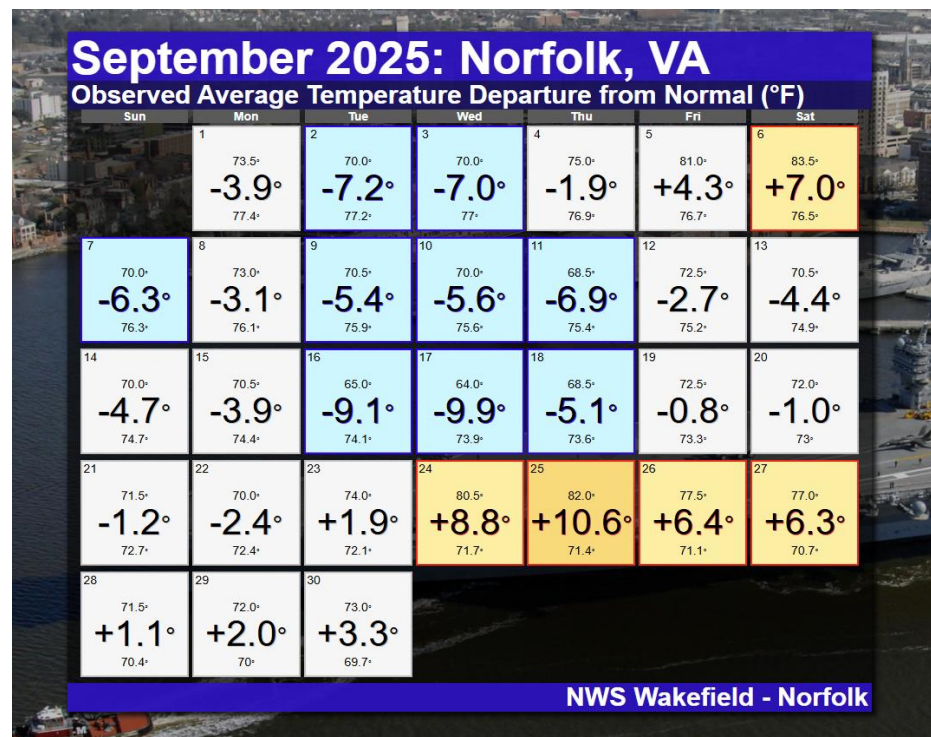 September 2025: Norfolk, VA
Observed Average Temperature Departure from Normal (°F)
Sun Mon Tue Wed Thu Fri Sat
1 2 3 4 5 6
73.5° 70.0° 70.0° 75.0° 81.0° 83.5°
-3.9° -7.2° -7.0° -1.9° +4.3° +7.0°
77.4° 77.2° 77° 76.9° 76.7° 76.5°
7 8 9 10 11 12 13
70.0° 73.0° 70.5° 70.0° 68.5° 72.5° 70.5°
-6.3° -3.1° -5.4° -5.6° -6.9° -2.7° -4.4°
76.3° 76.1° 75.9° 75.6° 75.4° 75.2° 74.9°
14 15 16 17 18 19 20
70.0° 70.5° 65.0° 64.0° 68.5° 72.5° 72.0°
-4.7° -3.9° -9.1° -9.9° -5.1° -0.8° -1.0°
74.7° 74.4° 74.1° 73.9° 73.6° 73.3° 73°
21 22 23 24 25 26 27
71.5° 70.0° 74.0° 80.5° 82.0° 77.5° 77.0°
-1.2° -2.4° +1.9° +8.8° +10.6° +6.4° +6.3°
72.7° 72.4° 72.1° 71.7° 71.4° 71.1° 70.7°
28 29 30
71.5° 72.0° 73.0°
+1.1° +2.0° +3.3°
70.4° 70° 69.7°
NWS Wakefield - Norfolk